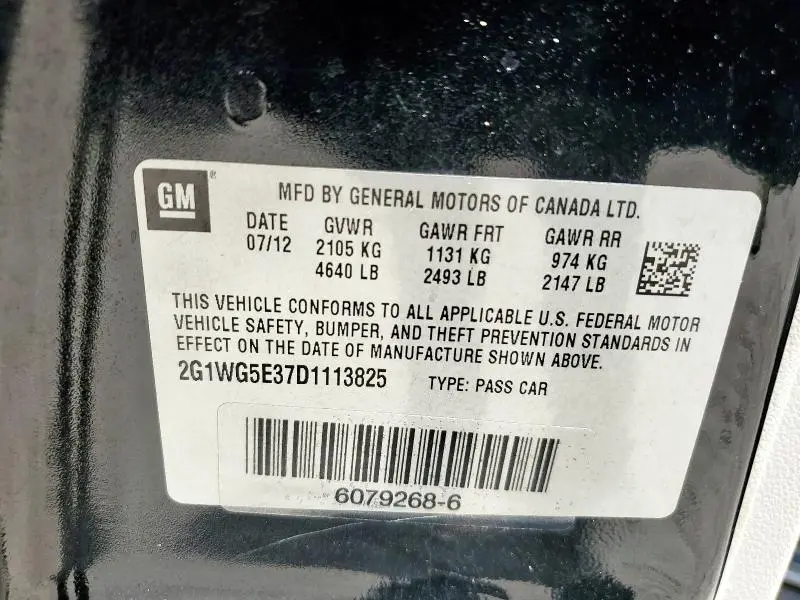 GM®
MFD BY GENERAL MOTORS OF CANADA LTD.
DATE GVWR GAWR FRT GAWR RR
07/12 2105 KG 1131 KG 974 KG
4640 LB 2493 LB 2147 LB
THIS VEHICLE CONFORMS TO ALL APPLICABLE U.S. FEDERAL MOTOR
VEHICLE SAFETY, BUMPER, AND THEFT PREVENTION STANDARDS IN
EFFECT ON THE DATE OF MANUFACTURE SHOWN ABOVE.
2G1WG5E37D1113825 TYPE: PASS CAR
6079268-6